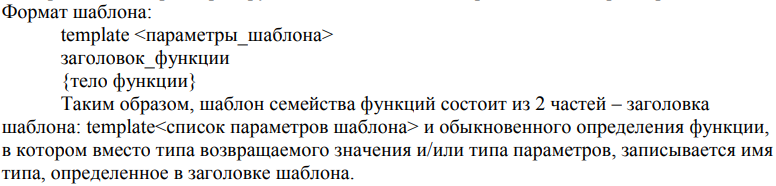 Формат шаблона:
template <параметры_шаблона>
заголовок_функции
{тело функции}
Таким образом, шаблон семейства функций состоит из 2 частей – заголовка
шаблона: template<список параметров шаблона> и обыкновенного определения функции,
в котором вместо типа возвращаемого значения и/или типа параметров, записывается имя
типа, определенное в заголовке шаблона.